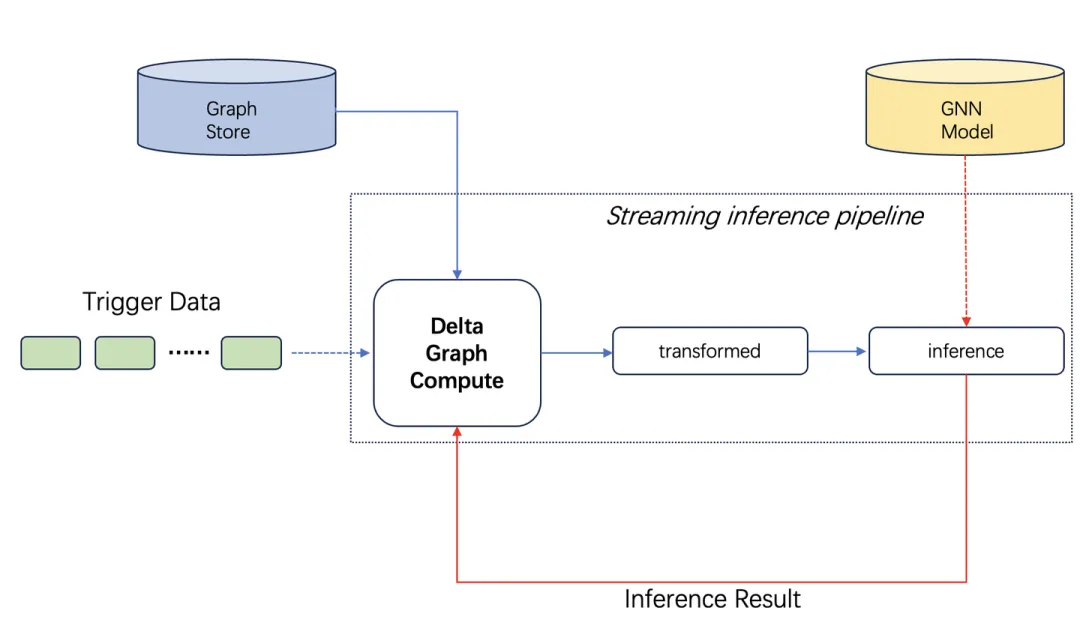 Graph
Store
GNN
Model
Streaming inference pipeline
Trigger Data
......
Delta
Graph
Compute
transformed
inference
Inference Result